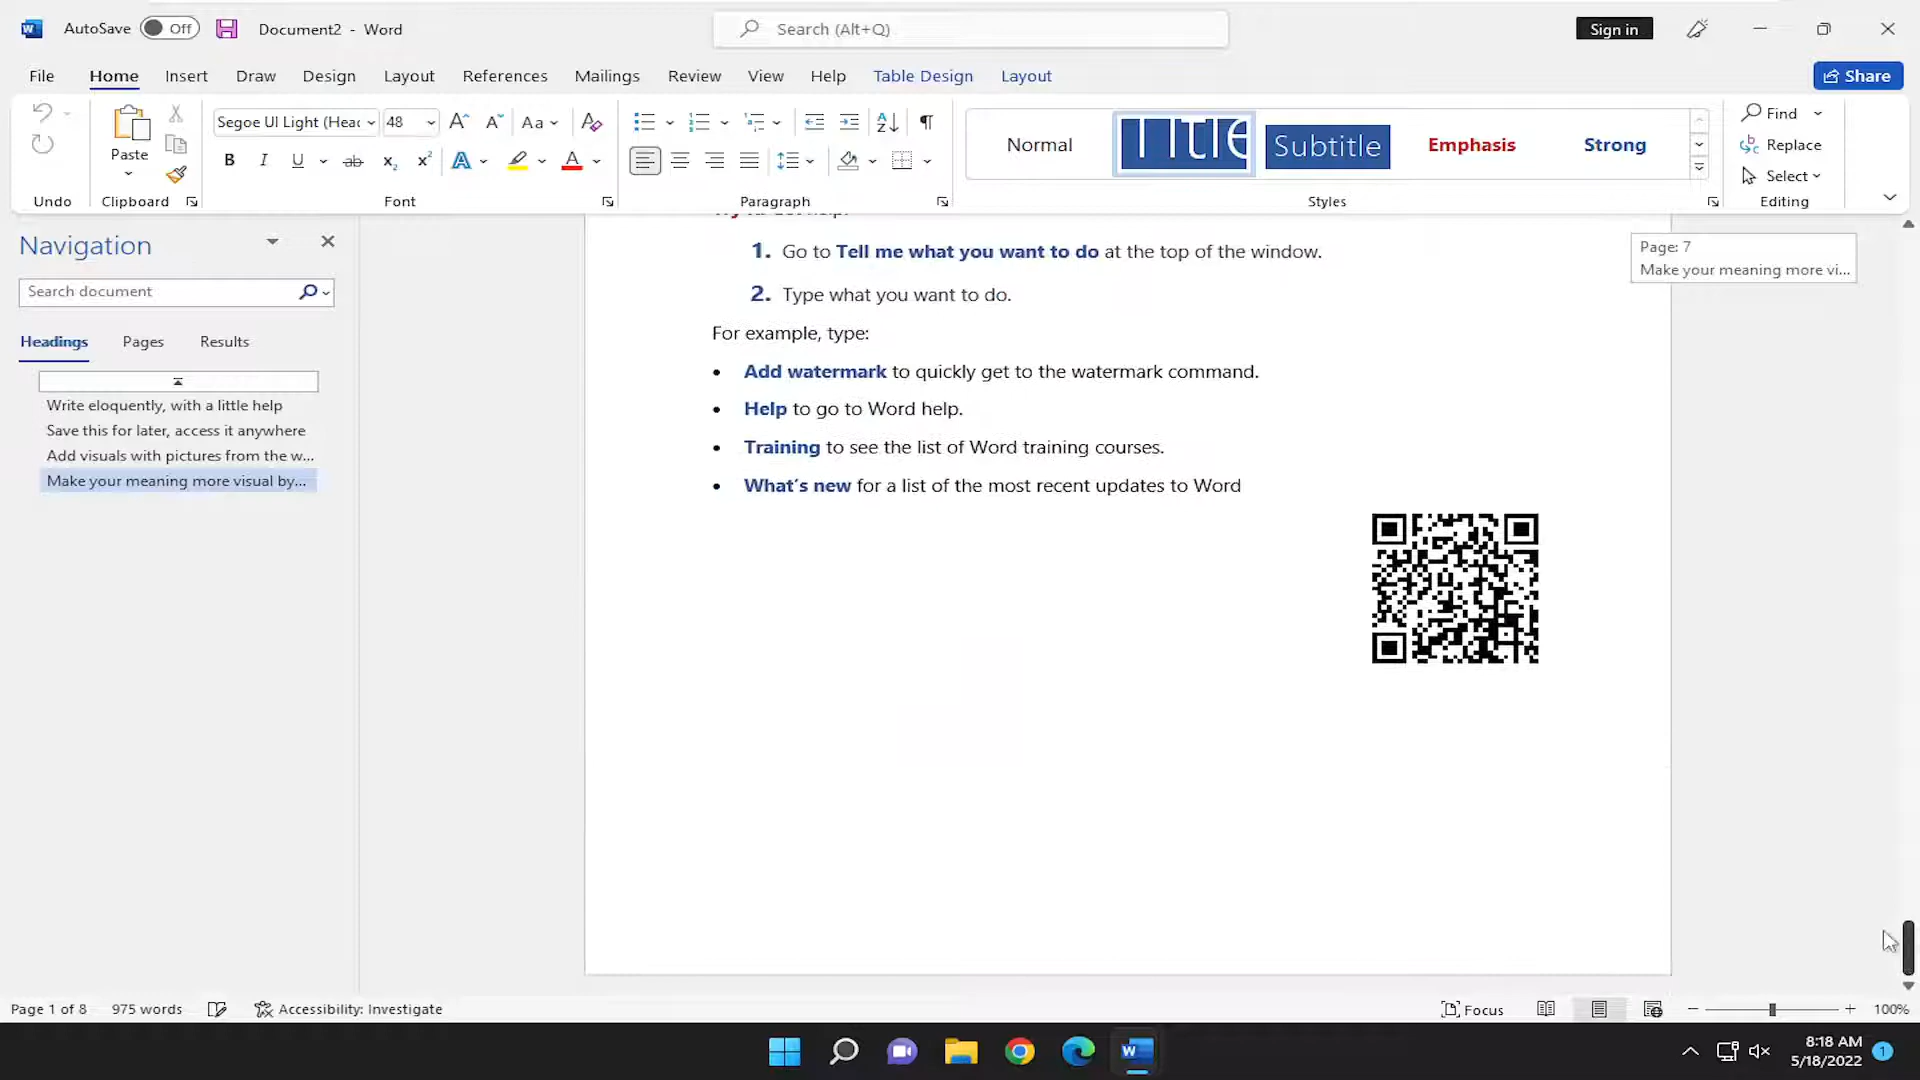 AutoSave Off Document2 - Word Search (Alt+Q) Sign in
File Home Insert Draw Design Layout References Mailings Review View Help Table Design Layout Share
Segoe UI Light (Head 48 Aa Normal Title Subtitle Emphasis Strong Find
Paste Replace
B I U ab x₂ x² A A Select
Undo Clipboard Font Paragraph Styles Editing
Navigation
Search document
Headings Pages Results
Write eloquently, with a little help
Save this for later, access it anywhere
Add visuals with pictures from the w...
Make your meaning more visual by...
1. Go to Tell me what you want to do at the top of the window.
2. Type what you want to do.
For example, type:
• Add watermark to quickly get to the watermark command.
• Help to go to Word help.
• Training to see the list of Word training courses.
• What's new for a list of the most recent updates to Word
Page: 7
Make your meaning more vi...
Page 1 of 8 975 words Accessibility: Investigate Focus 100%
8:18 AM
5/18/2022 1